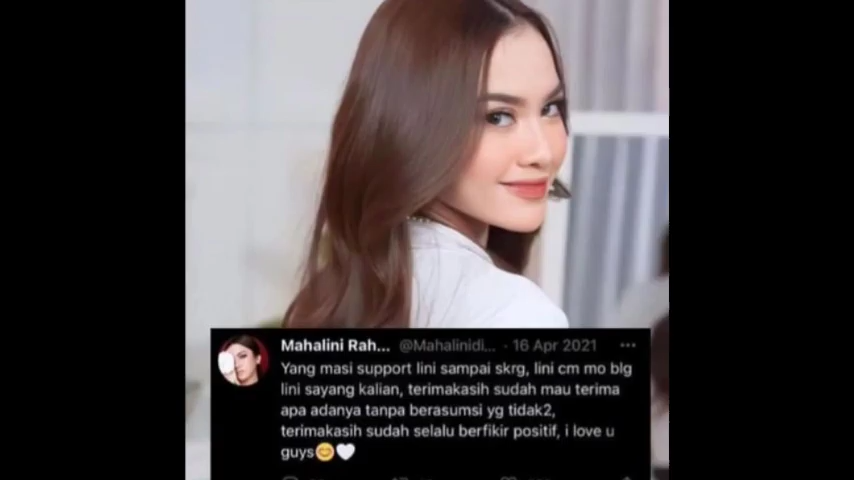 Mahalini Rah... @Mahalinidi... · 16 Apr 2021 ···
Yang masi support lini sampai skrg, lini cm mo blg
lini sayang kalian, terimakasih sudah mau terima
apa adanya tanpa berasumsi yg tidak2,
terimakasih sudah selalu berfikir positif, i love u
guys😊🤍